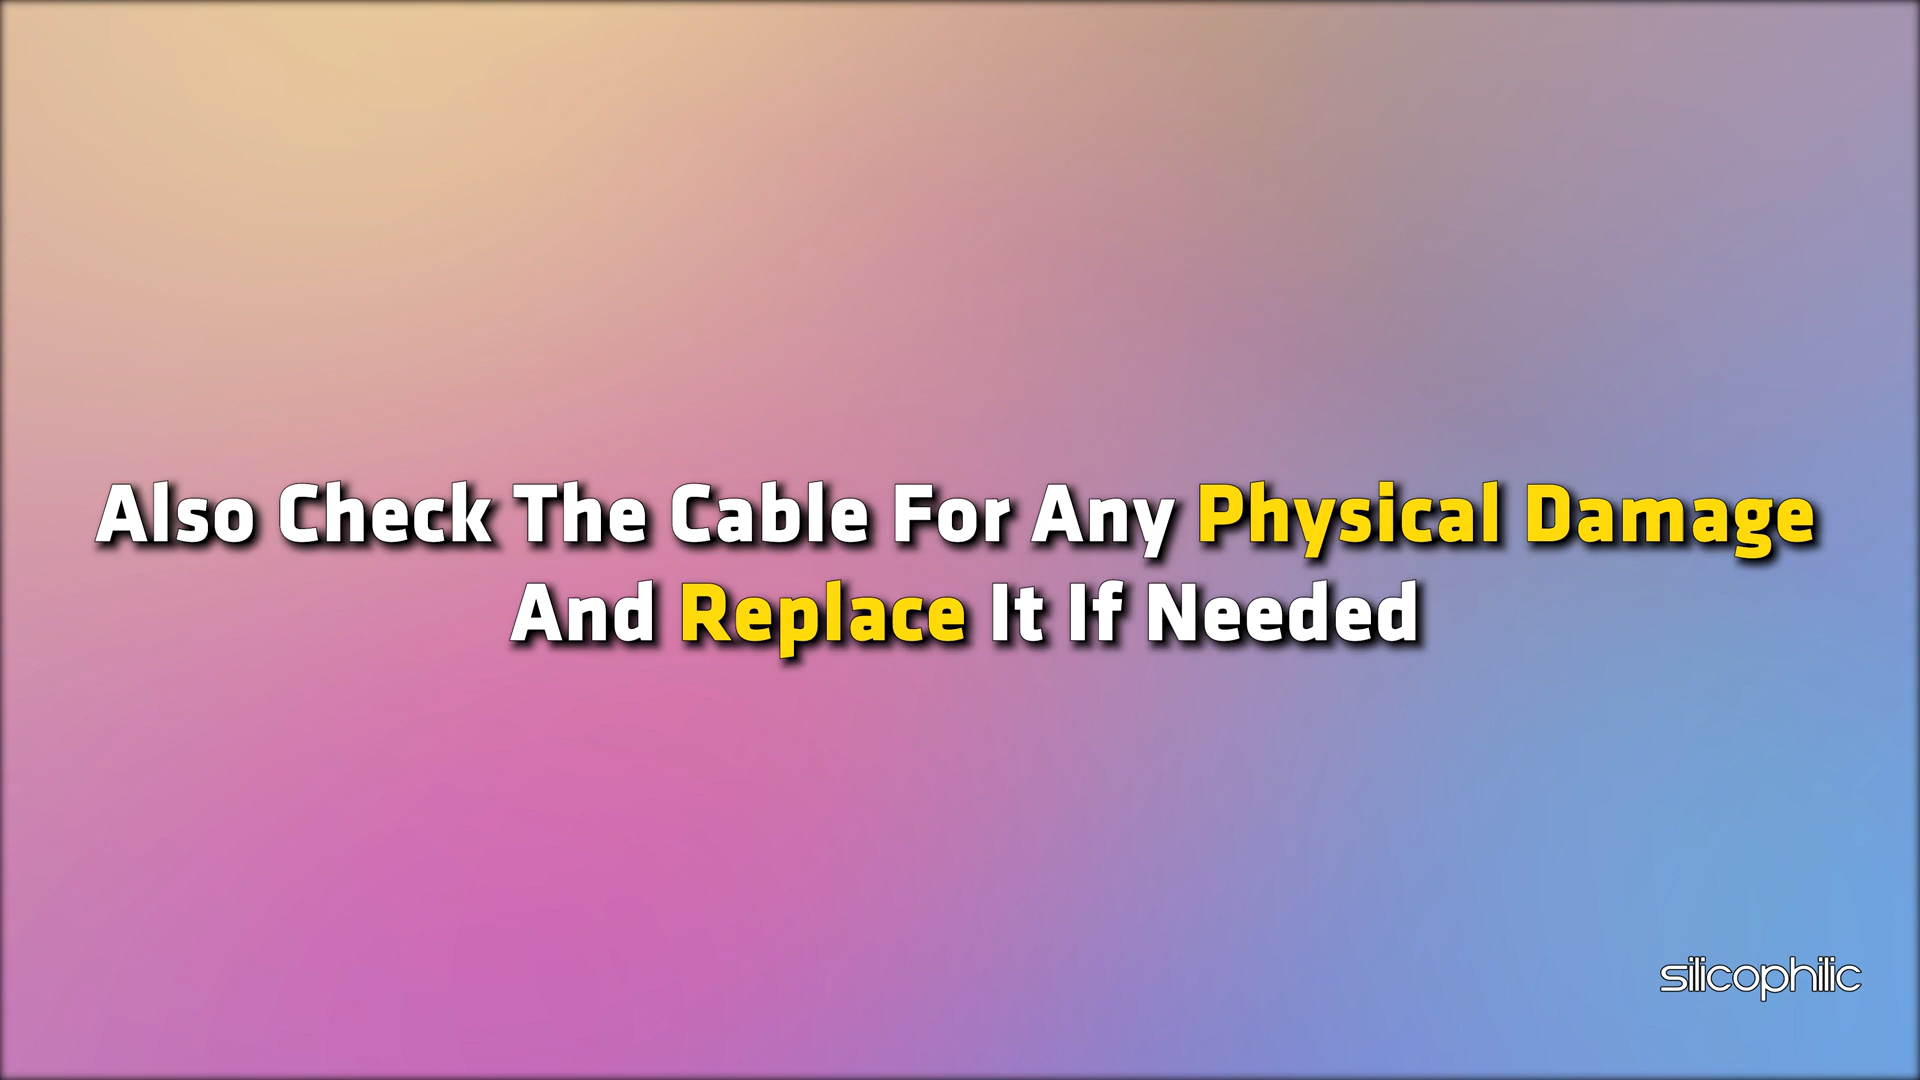 Also Check The Cable For Any Physical Damage
And Replace It If Needed
silicophilic